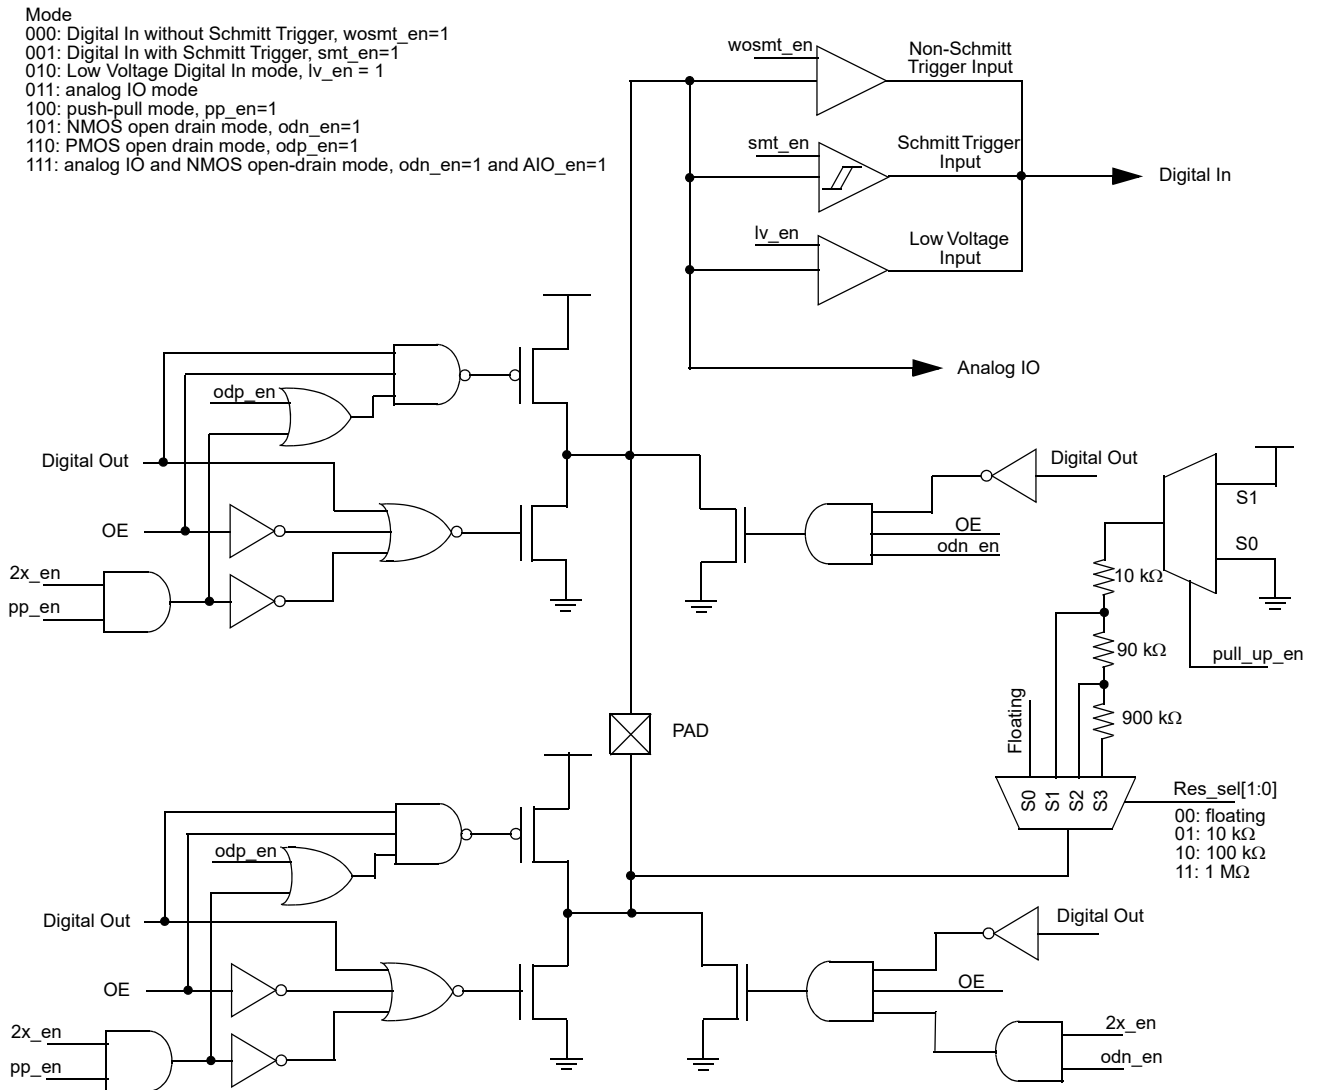 Mode
000: Digital In without Schmitt Trigger, wosmt_en=1
001: Digital In with Schmitt Trigger, smt_en=1
010: Low Voltage Digital In mode, lv_en = 1
011: analog IO mode
100: push-pull mode, pp_en=1
101: NMOS open drain mode, odn_en=1
110: PMOS open drain mode, odp_en=1
111: analog IO and NMOS open-drain mode, odn_en=1 and AIO_en=1
wosmt_en
Non-Schmitt
Trigger Input
smt_en
Schmitt Trigger
Input
Digital In
lv_en
Low Voltage
Input
Analog IO
odp_en
Digital Out
OE
2x_en
pp_en
Digital Out
OE
odn_en
S1
S0
10 kΩ
90 kΩ
pull_up_en
900 kΩ
Floating
PAD
S0
S1
S2
S3
Res_sel[1:0]
00: floating
01: 10 kΩ
10: 100 kΩ
11: 1 MΩ
odp_en
Digital Out
OE
2x_en
pp_en
Digital Out
OE
2x_en
odn_en